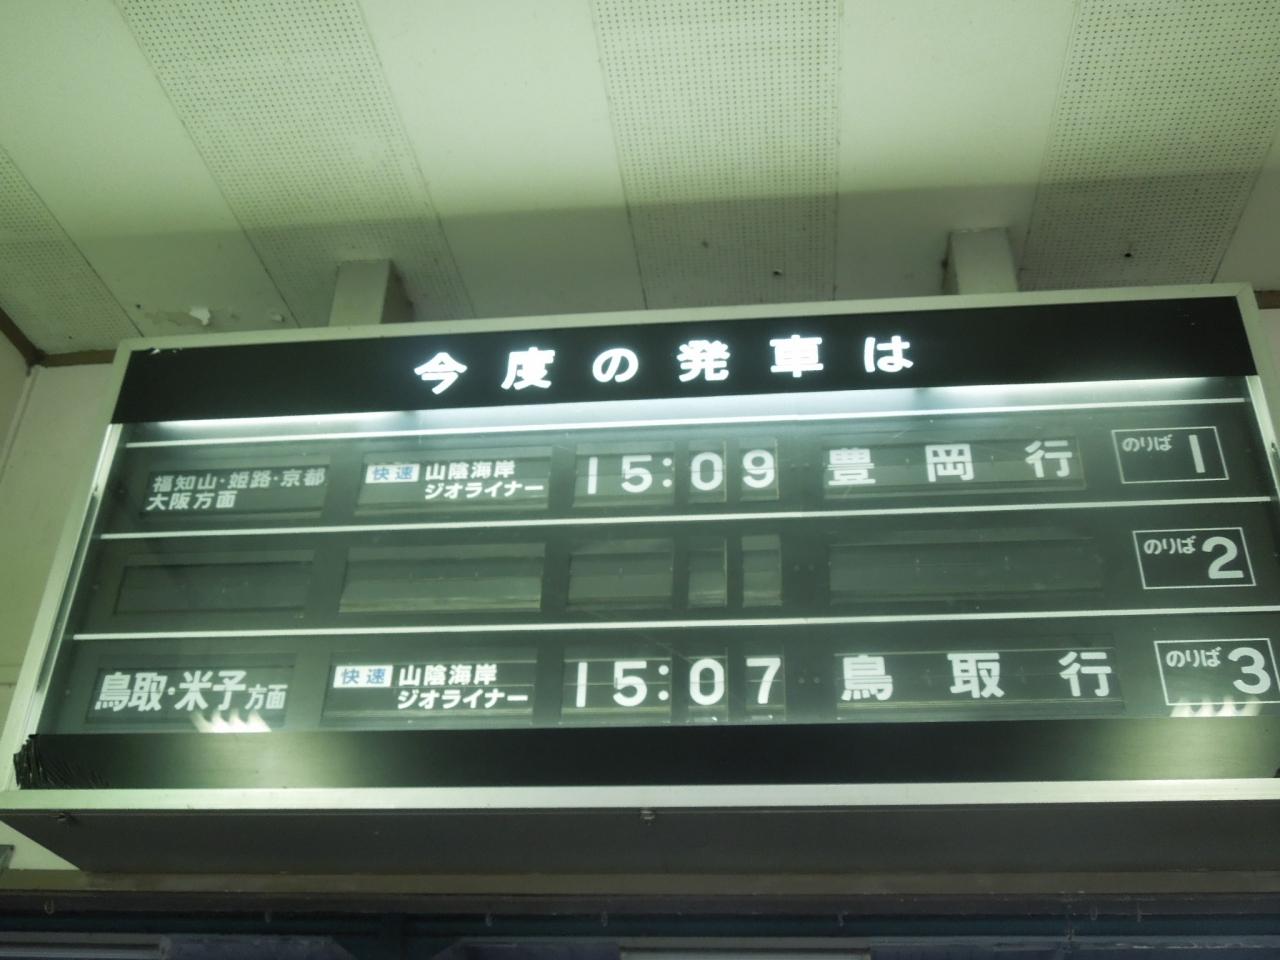 今度の発車は
福知山・姫路・京都
大阪方面
快速 山陰海岸
ジオライナー
15:09
豊岡行
のりば 1
のりば 2
鳥取・米子方面
快速 山陰海岸
ジオライナー
15:07
鳥取行
のりば 3